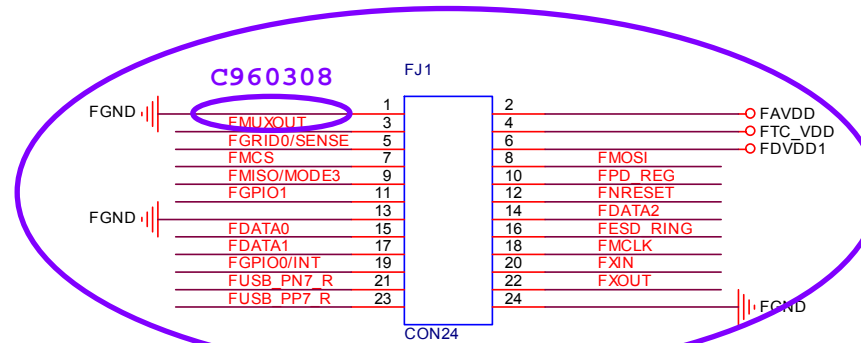 C960308
FJ1
FGND 1 2 FAVDD
FMUXOUT 3 4 FTC_VDD
FGRID0/SENSE 5 6 FDVDD1
FMCS 7 8 FMOSI
FMISO/MODE3 9 10 FPD_REG
FGPIO1 11 12 FNRESET
FGND 13 14 FDATA2
FDATA0 15 16 FESD_RING
FDATA1 17 18 FMCLK
FGPIO0/INT 19 20 FXIN
FUSB_PN7_R 21 22 FXOUT
FUSB_PP7_R 23 24 FGND
CON24